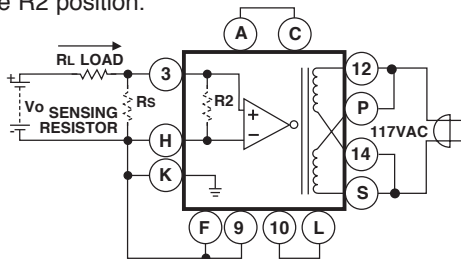 e R2 position.
A
C
RL LOAD
3
12
+
Vo
SENSING
RESISTOR
RS
R2
+
−
P
117VAC
−
H
14
K
S
F
9
10
L